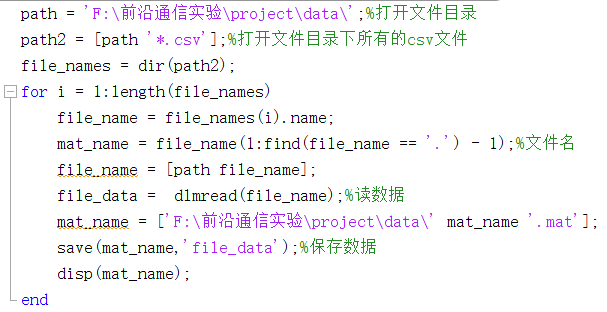 path = 'F:\前沿通信实验\project\data\';%打开文件目录
path2 = [path '*.csv'];%打开文件目录下所有的csv文件
file_names = dir(path2);
for i = 1:length(file_names)
    file_name = file_names(i).name;
    mat_name = file_name(1:find(file_name == '.') - 1);%文件名
    file_name = [path file_name];
    file_data =  dlmread(file_name);%读数据
    mat_name = ['F:\前沿通信实验\project\data\' mat_name '.mat'];
    save(mat_name,'file_data');%保存数据
    disp(mat_name);
end